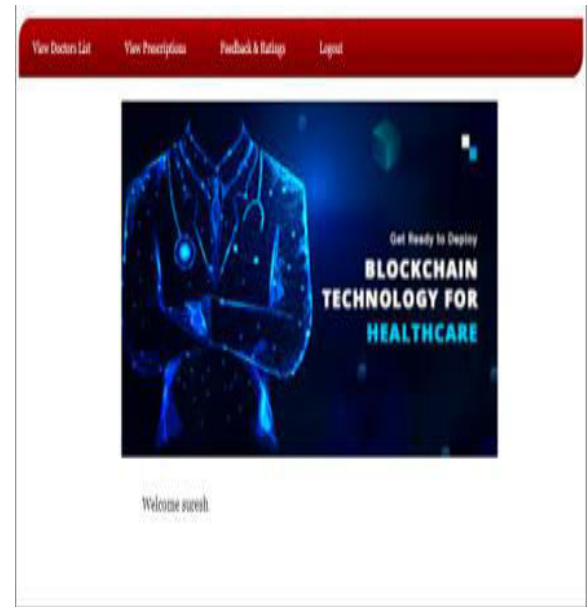 View Doctors List View Prescriptions Feedback & Ratings Logout
Get Ready to Deploy
BLOCKCHAIN
TECHNOLOGY FOR
HEALTHCARE
Welcome suresh